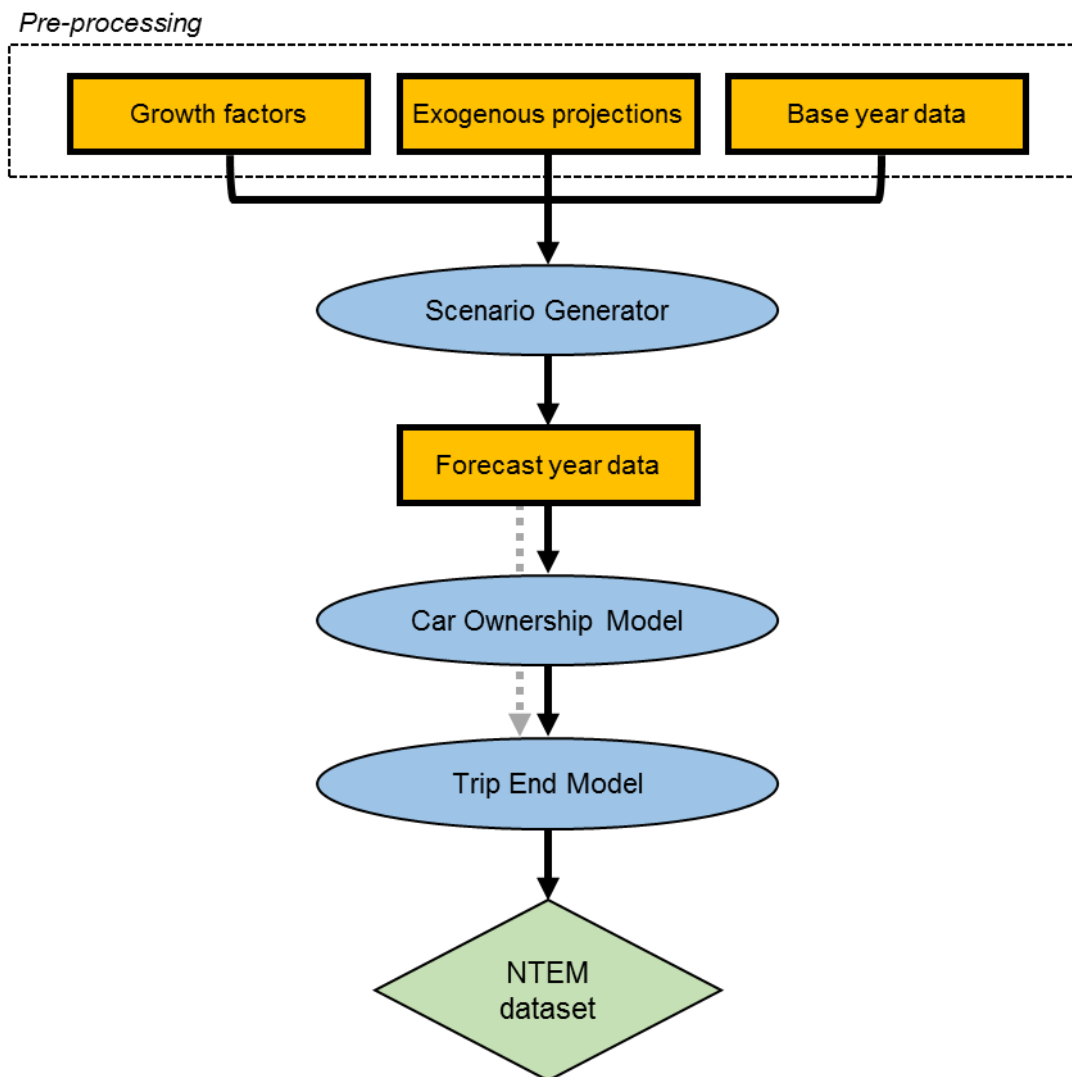 Pre-processing
Growth factors
Exogenous projections
Base year data
Scenario Generator
Forecast year data
Car Ownership Model
Trip End Model
NTEM
dataset